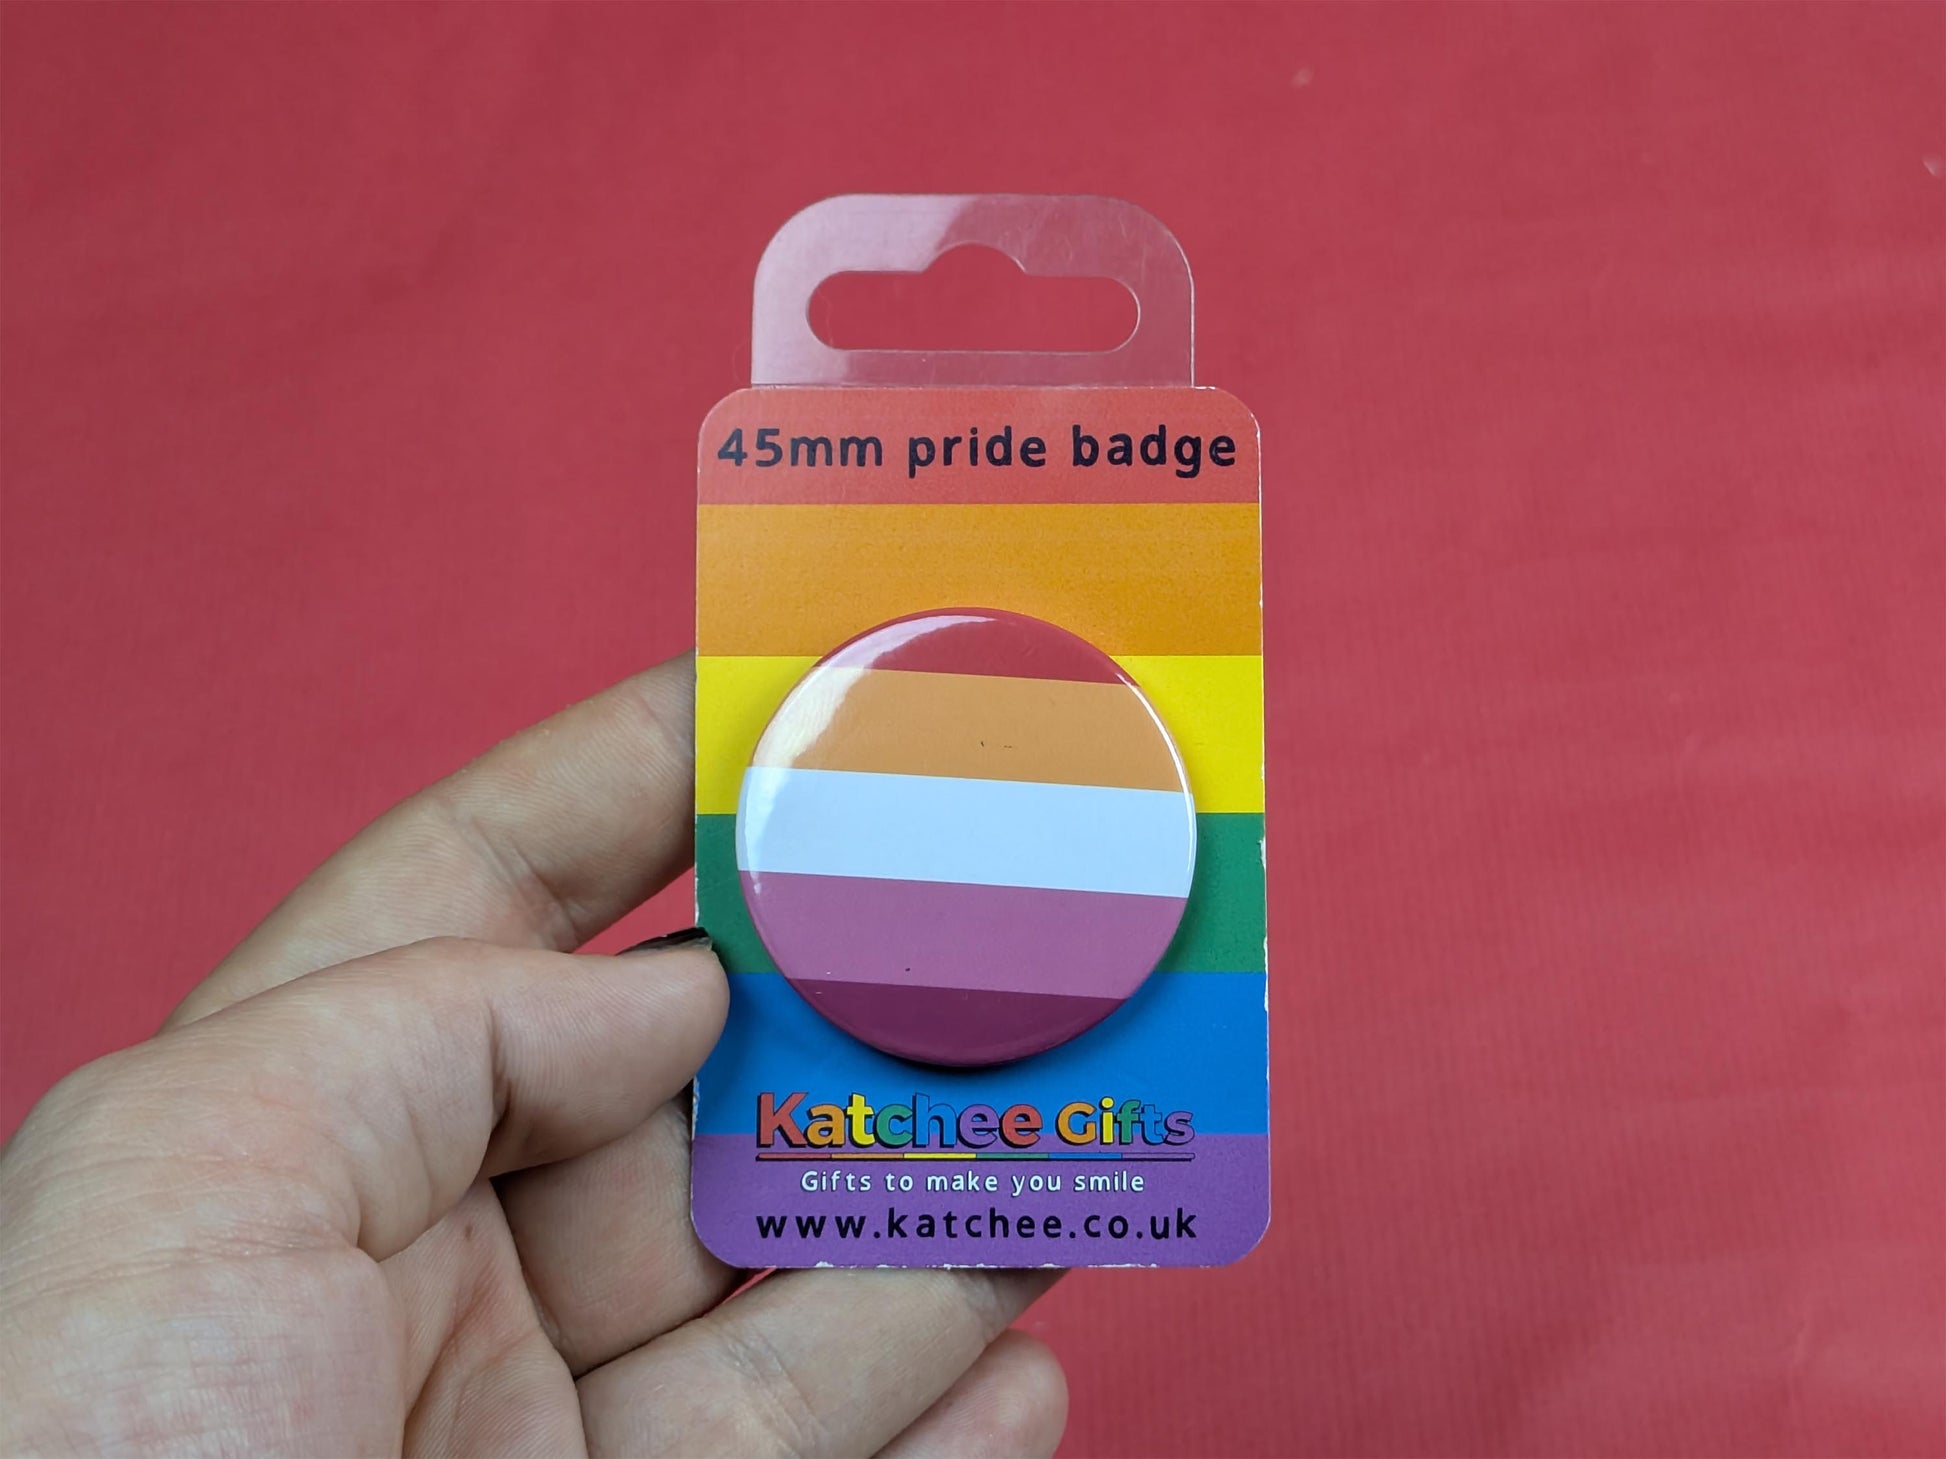 45mm pride badge
Katchee Gifts
Gifts to make you smile
www.katchee.co.uk